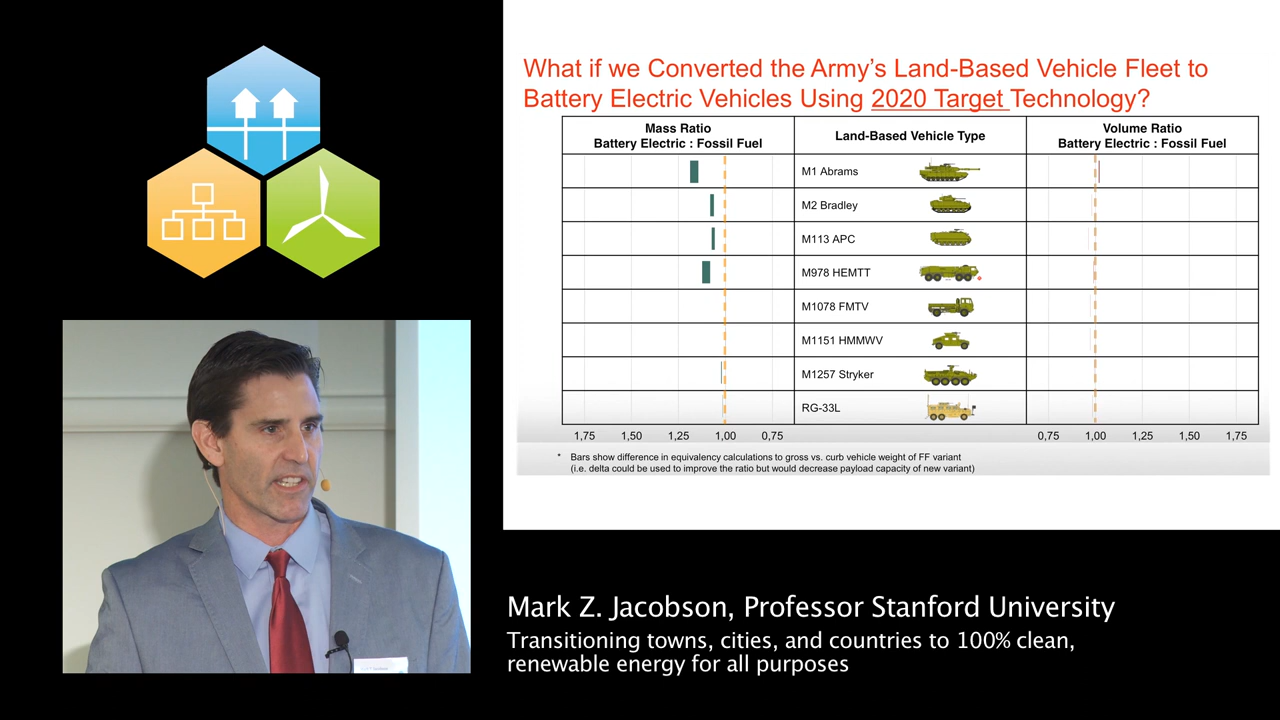 What if we Converted the Army's Land-Based Vehicle Fleet to
Battery Electric Vehicles Using 2020 Target Technology?
Mass Ratio
Battery Electric : Fossil Fuel
Land-Based Vehicle Type
Volume Ratio
Battery Electric : Fossil Fuel
M1 Abrams
M2 Bradley
M113 APC
M978 HEMTT
M1078 FMTV
M1151 HMMWV
M1257 Stryker
RG-33L
1,75 1,50 1,25 1,00 0,75
0,75 1,00 1,25 1,50 1,75
* Bars show difference in equivalency calculations to gross vs. curb vehicle weight of FF variant
(i.e. delta could be used to improve the ratio but would decrease payload capacity of new variant)
Mark Z. Jacobson, Professor Stanford University
Transitioning towns, cities, and countries to 100% clean,
renewable energy for all purposes